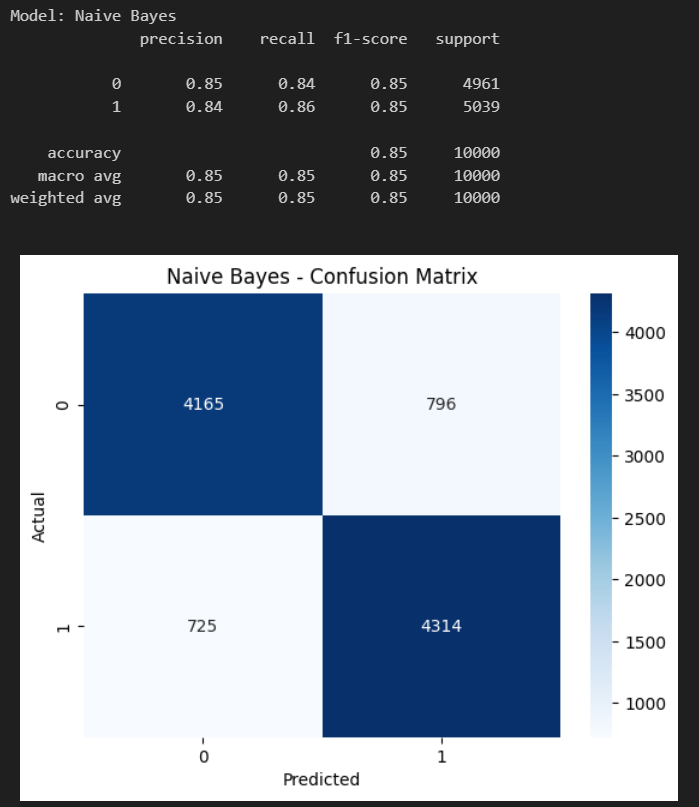 Model: Naive Bayes
precision recall f1-score support
0 0.85 0.84 0.85 4961
1 0.84 0.86 0.85 5039
accuracy 0.85 10000
macro avg 0.85 0.85 0.85 10000
weighted avg 0.85 0.85 0.85 10000
Naive Bayes - Confusion Matrix
4000
0 4165 796
3500
3000
Actual
2500
2000
1 725 4314
1500
1000
0 1
Predicted